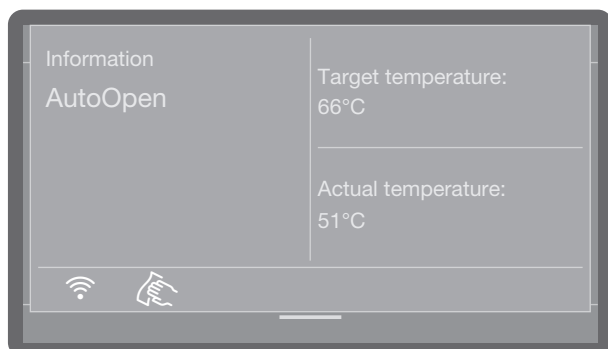 Information
AutoOpen
Target temperature:
66°C
Actual temperature:
51°C